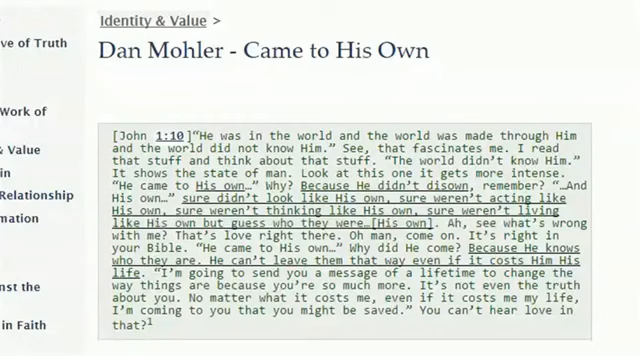 Identity & Value >
Dan Mohler - Came to His Own
ve of Truth
Work of
& Value
in
Relationship
mation
nst the
in Faith
[John 1:10]“He was in the world and the world was made through Him
and the world did not know Him.” See, that fascinates me. I read
that stuff and think about that stuff. “The world didn’t know Him.”
It shows the state of man. Look at this one it gets more intense.
“He came to His own…” Why? Because He didn’t disown, remember? “…And
His own…” sure didn’t look like His own, sure weren’t acting like
His own, sure weren’t thinking like His own, sure weren’t living
like His own but guess who they were…[His own]. Ah, see what’s wrong
with me? That’s love right there. Oh man, come on. It’s right in
your Bible. “He came to His own…” Why did He come? Because He knows
who they are. He can’t leave them that way even if it costs Him His
life. “I’m going to send you a message of a lifetime to change the
way things are because you’re so much more. It’s not even the truth
about you. No matter what it costs me, even if it costs me my life,
I’m coming to you that you might be saved.” You can’t hear love in
that?1